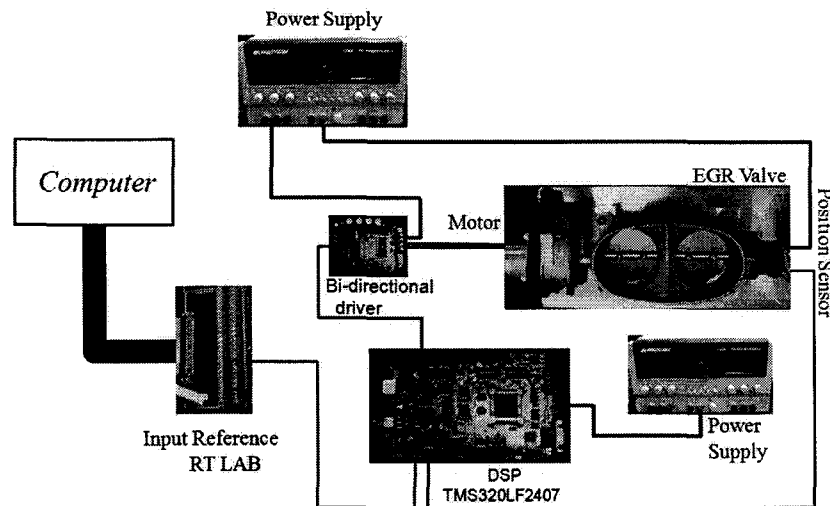 Power Supply
Computer
EGR Valve
Motor
Position Sensor
Bi-directional
driver
Input Reference
RT LAB
Power
Supply
DSP
TMS320LF2407